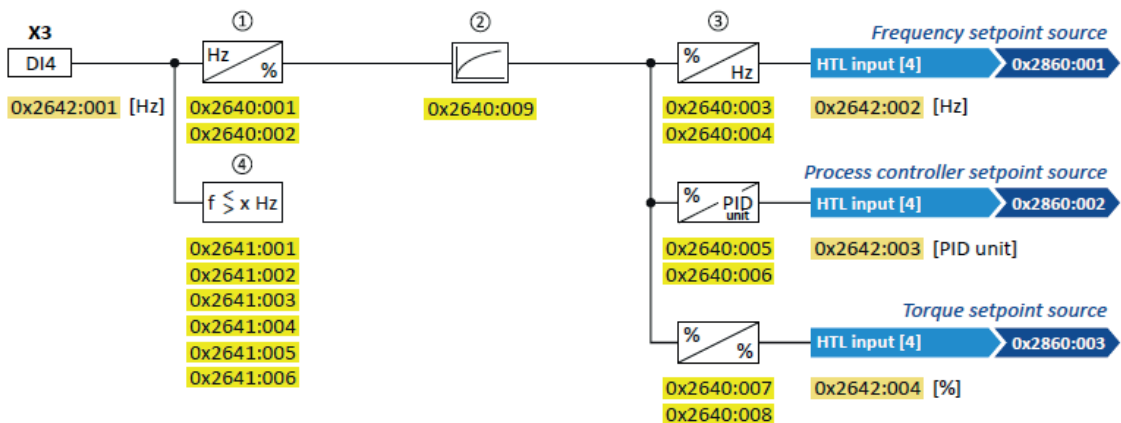 X3
DI4
0x2642:001 [Hz]
①
Hz
%
0x2640:001
0x2640:002
④
f ≶ x Hz
0x2641:001
0x2641:002
0x2641:003
0x2641:004
0x2641:005
0x2641:006
②
0x2640:009
③
%
Hz
0x2640:003
0x2640:004
Frequency setpoint source
HTL input [4] 0x2860:001
0x2642:002 [Hz]
%
PID
unit
0x2640:005
0x2640:006
Process controller setpoint source
HTL input [4] 0x2860:002
0x2642:003 [PID unit]
%
%
0x2640:007
0x2640:008
Torque setpoint source
HTL input [4] 0x2860:003
0x2642:004 [%]